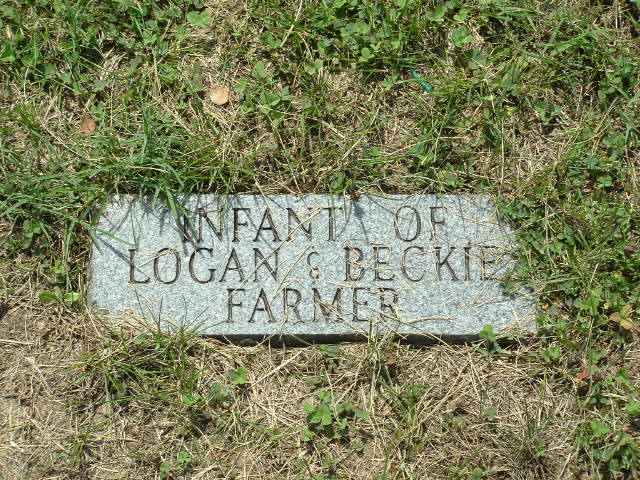 INFANT OF
LOGAN & BECKIE
FARMER